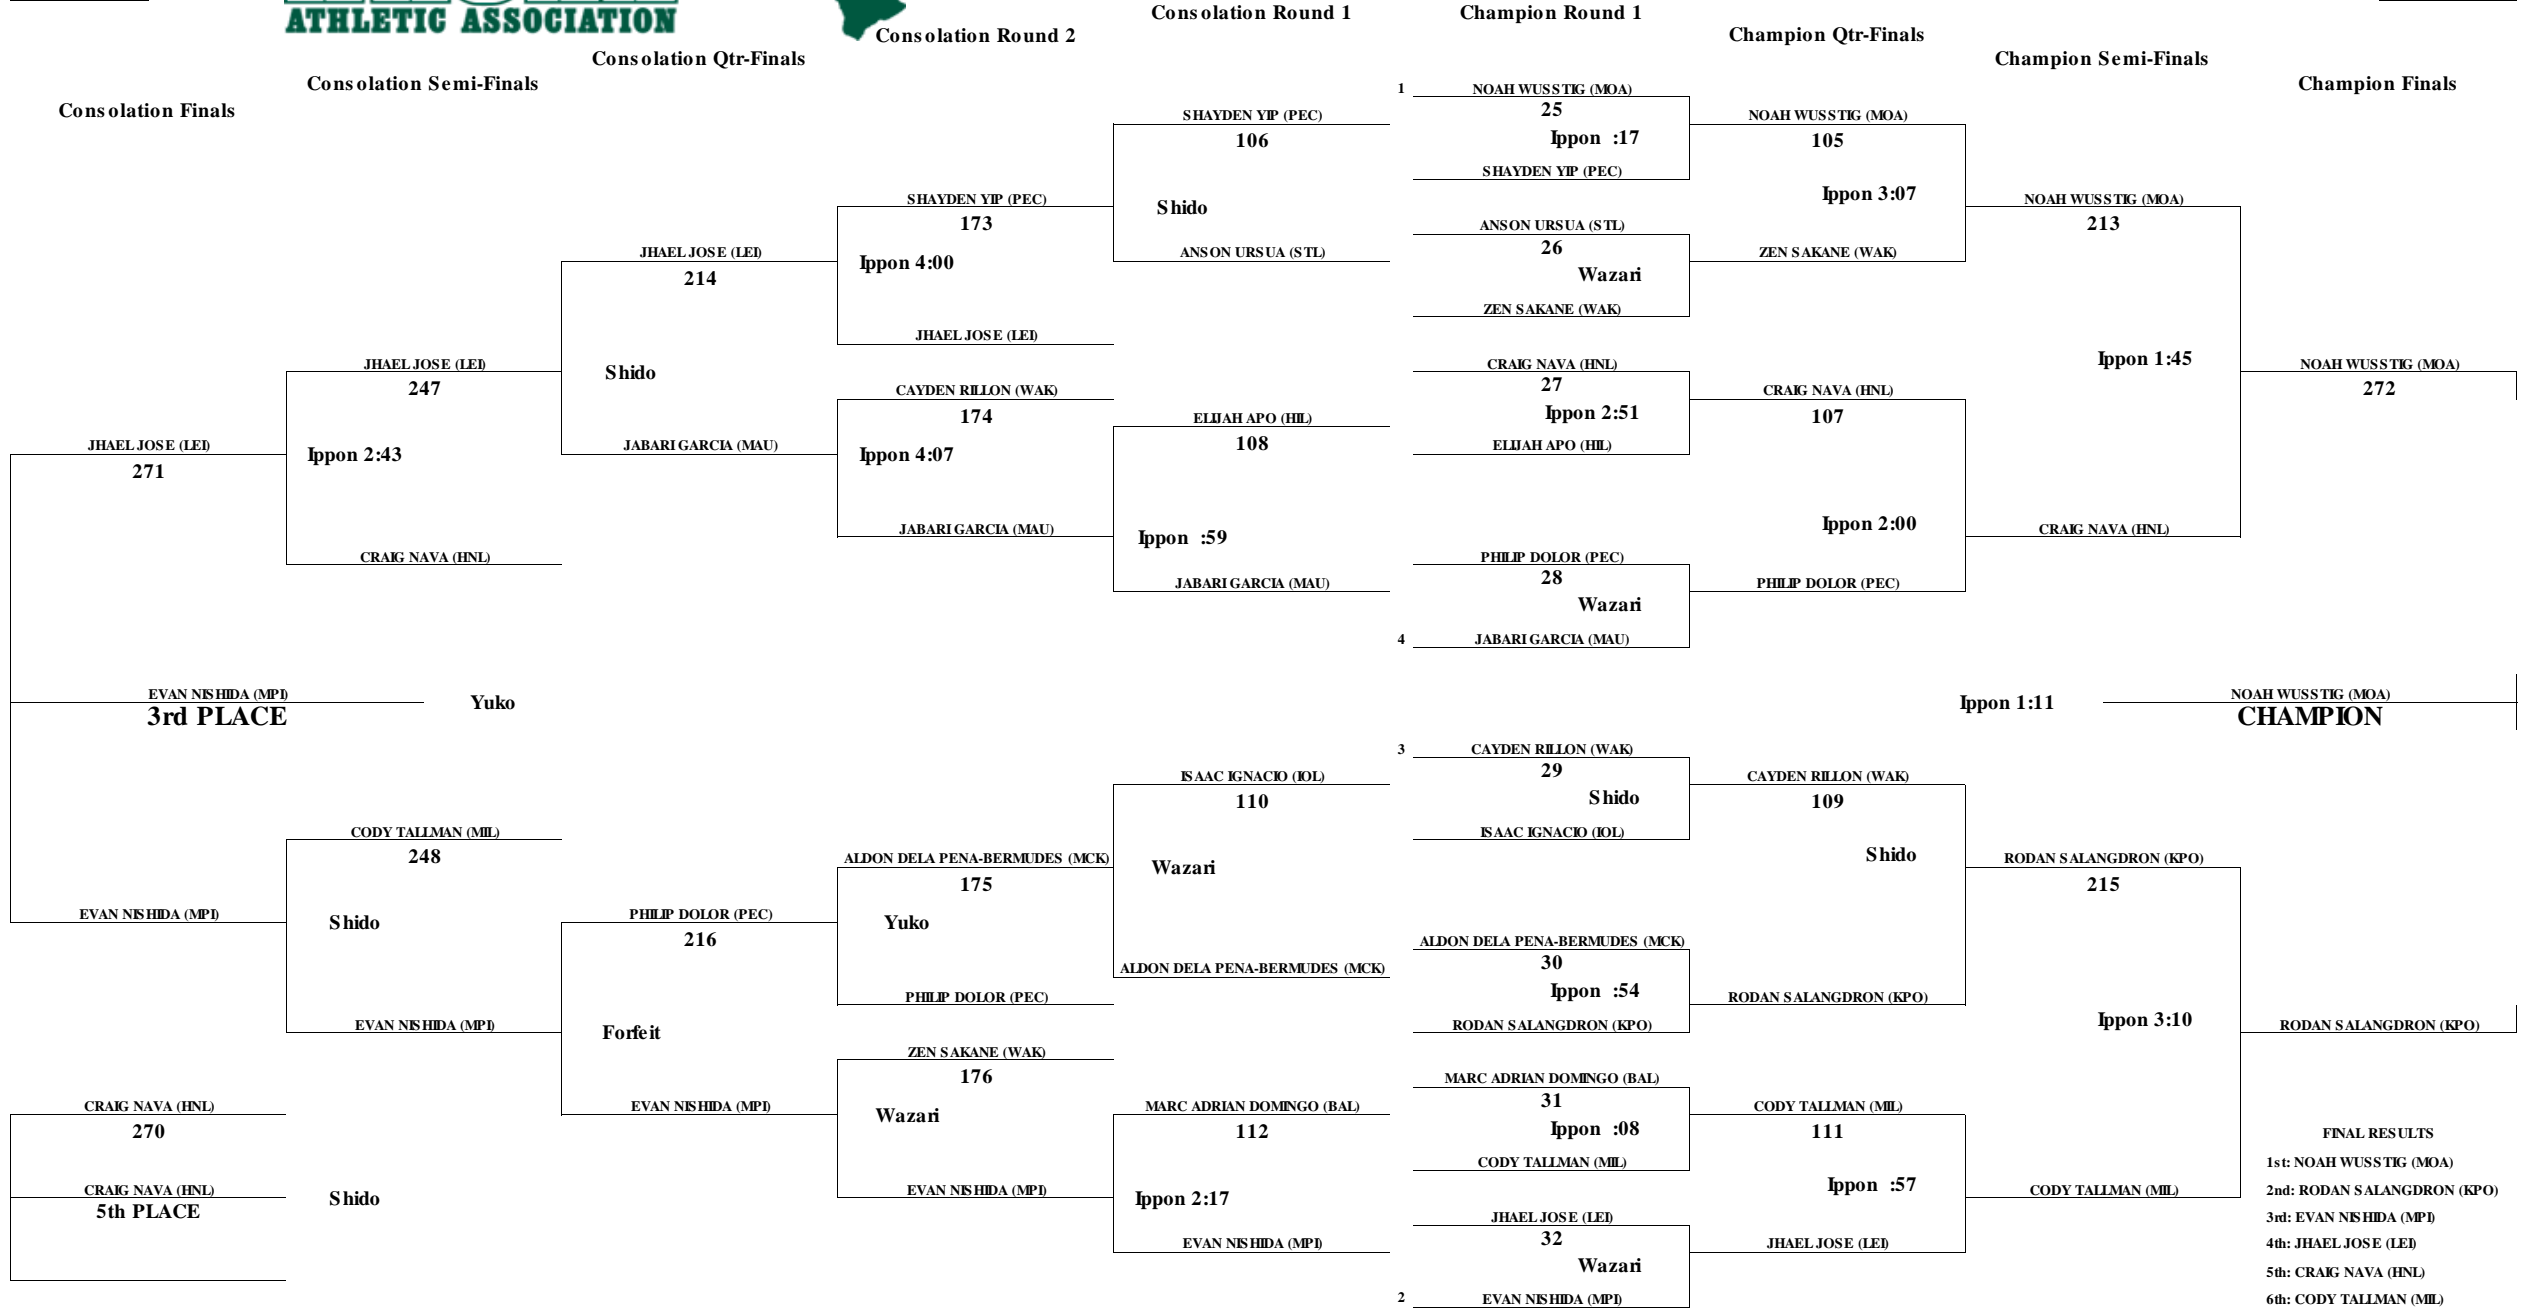 ATHLETIC ASSOCIATION
Consolation Round 1
Champion Round 1
Consolation Round 2
Champion Qtr-Finals
Consolation Qtr-Finals
Champion Semi-Finals
Consolation Semi-Finals
Champion Finals
Consolation Finals
Consolation Finals
JHAEL JOSE (LEI)
271
EVAN NISHIDA (MPI)
3rd PLACE
Yuko
EVAN NISHIDA (MPI)
CRAIG NAVA (HNL)
270
CRAIG NAVA (HNL)
5th PLACE
Shido
JHAEL JOSE (LEI)
247
Ippon 2:43
CRAIG NAVA (HNL)
CODY TALLMAN (MIL)
248
Shido
EVAN NISHIDA (MPI)
JHAEL JOSE (LEI)
214
Shido
JABARI GARCIA (MAU)
PHILIP DOLOR (PEC)
216
Forfeit
EVAN NISHIDA (MPI)
SHAYDEN YIP (PEC)
173
Ippon 4:00
JHAEL JOSE (LEI)
CAYDEN RILLON (WAK)
174
Ippon 4:07
JABARI GARCIA (MAU)
ALDON DELA PENA-BERMUDES (MCK)
175
Yuko
PHILIP DOLOR (PEC)
ZEN SAKANE (WAK)
176
Wazari
EVAN NISHIDA (MPI)
SHAYDEN YIP (PEC)
106
Shido
ANSON URSUA (STL)
ELIJAH APO (HIL)
108
Ippon :59
JABARI GARCIA (MAU)
ISAAC IGNACIO (IOL)
110
Wazari
ALDON DELA PENA-BERMUDES (MCK)
MARC ADRIAN DOMINGO (BAL)
112
Ippon 2:17
EVAN NISHIDA (MPI)
1
NOAH WUSSTIG (MOA)
25
Ippon :17
SHAYDEN YIP (PEC)
ANSON URSUA (STL)
26
Wazari
ZEN SAKANE (WAK)
CRAIG NAVA (HNL)
27
Ippon 2:51
ELIJAH APO (HIL)
PHILIP DOLOR (PEC)
28
Wazari
4
JABARI GARCIA (MAU)
3
CAYDEN RILLON (WAK)
29
Shido
ISAAC IGNACIO (IOL)
ALDON DELA PENA-BERMUDES (MCK)
30
Ippon :54
RODAN SALANGDRON (KPO)
MARC ADRIAN DOMINGO (BAL)
31
Ippon :08
CODY TALLMAN (MIL)
JHAEL JOSE (LEI)
32
Wazari
2
EVAN NISHIDA (MPI)
NOAH WUSSTIG (MOA)
105
Ippon 3:07
ZEN SAKANE (WAK)
CRAIG NAVA (HNL)
107
Ippon 2:00
PHILIP DOLOR (PEC)
CAYDEN RILLON (WAK)
109
Shido
RODAN SALANGDRON (KPO)
CODY TALLMAN (MIL)
111
Ippon :57
JHAEL JOSE (LEI)
NOAH WUSSTIG (MOA)
213
Ippon 1:45
CRAIG NAVA (HNL)
RODAN SALANGDRON (KPO)
215
Ippon 3:10
CODY TALLMAN (MIL)
NOAH WUSSTIG (MOA)
272
Ippon 1:11
NOAH WUSSTIG (MOA)
CHAMPION
RODAN SALANGDRON (KPO)
FINAL RESULTS
1st: NOAH WUSSTIG (MOA)
2nd: RODAN SALANGDRON (KPO)
3rd: EVAN NISHIDA (MPI)
4th: JHAEL JOSE (LEI)
5th: CRAIG NAVA (HNL)
6th: CODY TALLMAN (MIL)